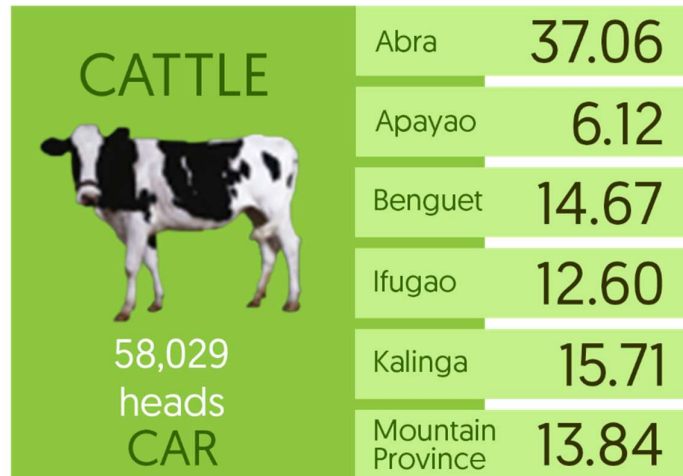 CATTLE
58,029
heads
CAR
Abra 37.06
Apayao 6.12
Benguet 14.67
Ifugao 12.60
Kalinga 15.71
Mountain
Province 13.84